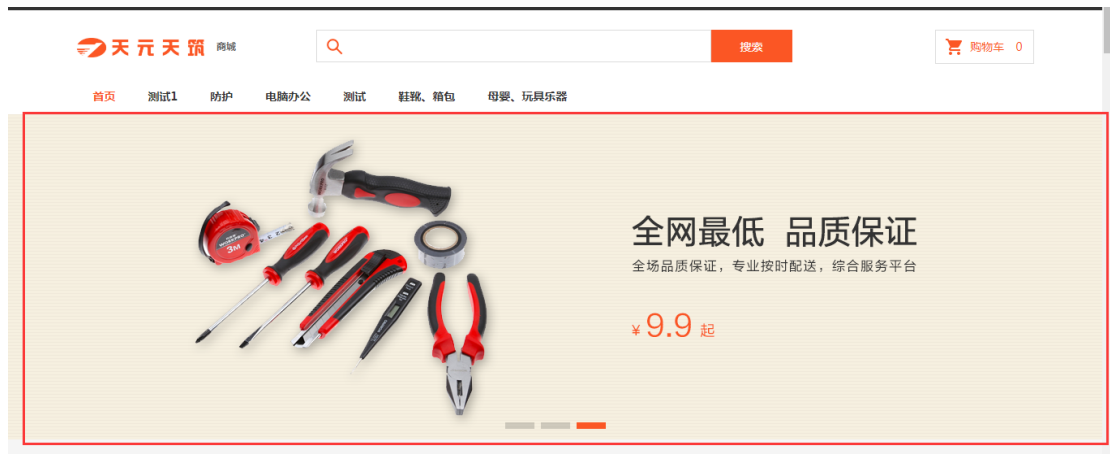 天元天筑 商城
搜索
购物车 0
首页 测试1 防护 电脑办公 测试 鞋靴、箱包 母婴、玩具乐器
3M
全网最低 品质保证
全场品质保证，专业按时配送，综合服务平台
¥ 9.9 起